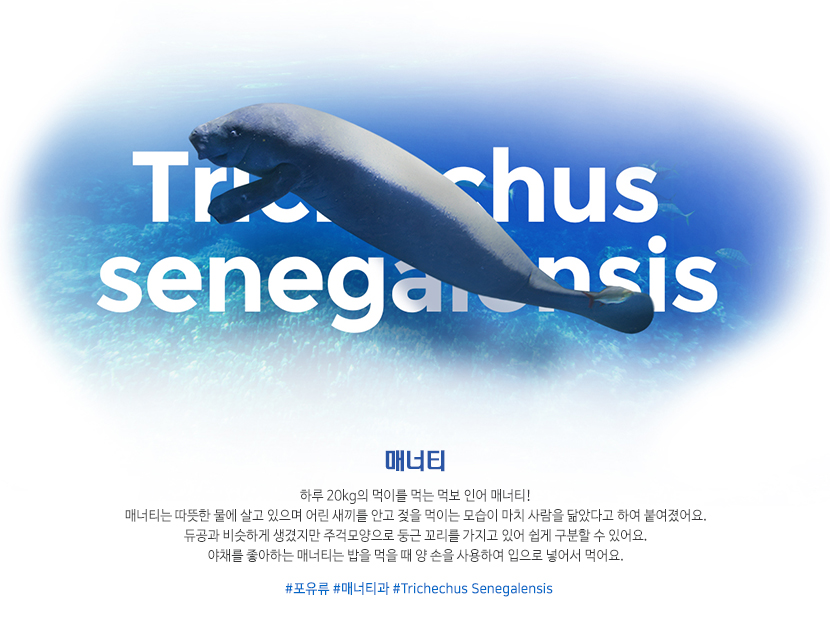 Trichechus
senegalensis
매너티
하루 20kg의 먹이를 먹는 먹보 인어 매너티!
매너티는 따뜻한 물에 살고 있으며 어린 새끼를 안고 젖을 먹이는 모습이 마치 사람을 닮았다고 하여 붙여졌어요.
듀공과 비슷하게 생겼지만 주걱모양으로 둥근 꼬리를 가지고 있어 쉽게 구분할 수 있어요.
야채를 좋아하는 매너티는 밥을 먹을 때 양 손을 사용하여 입으로 넣어서 먹어요.
#포유류 #매너티과 #Trichechus Senegalensis